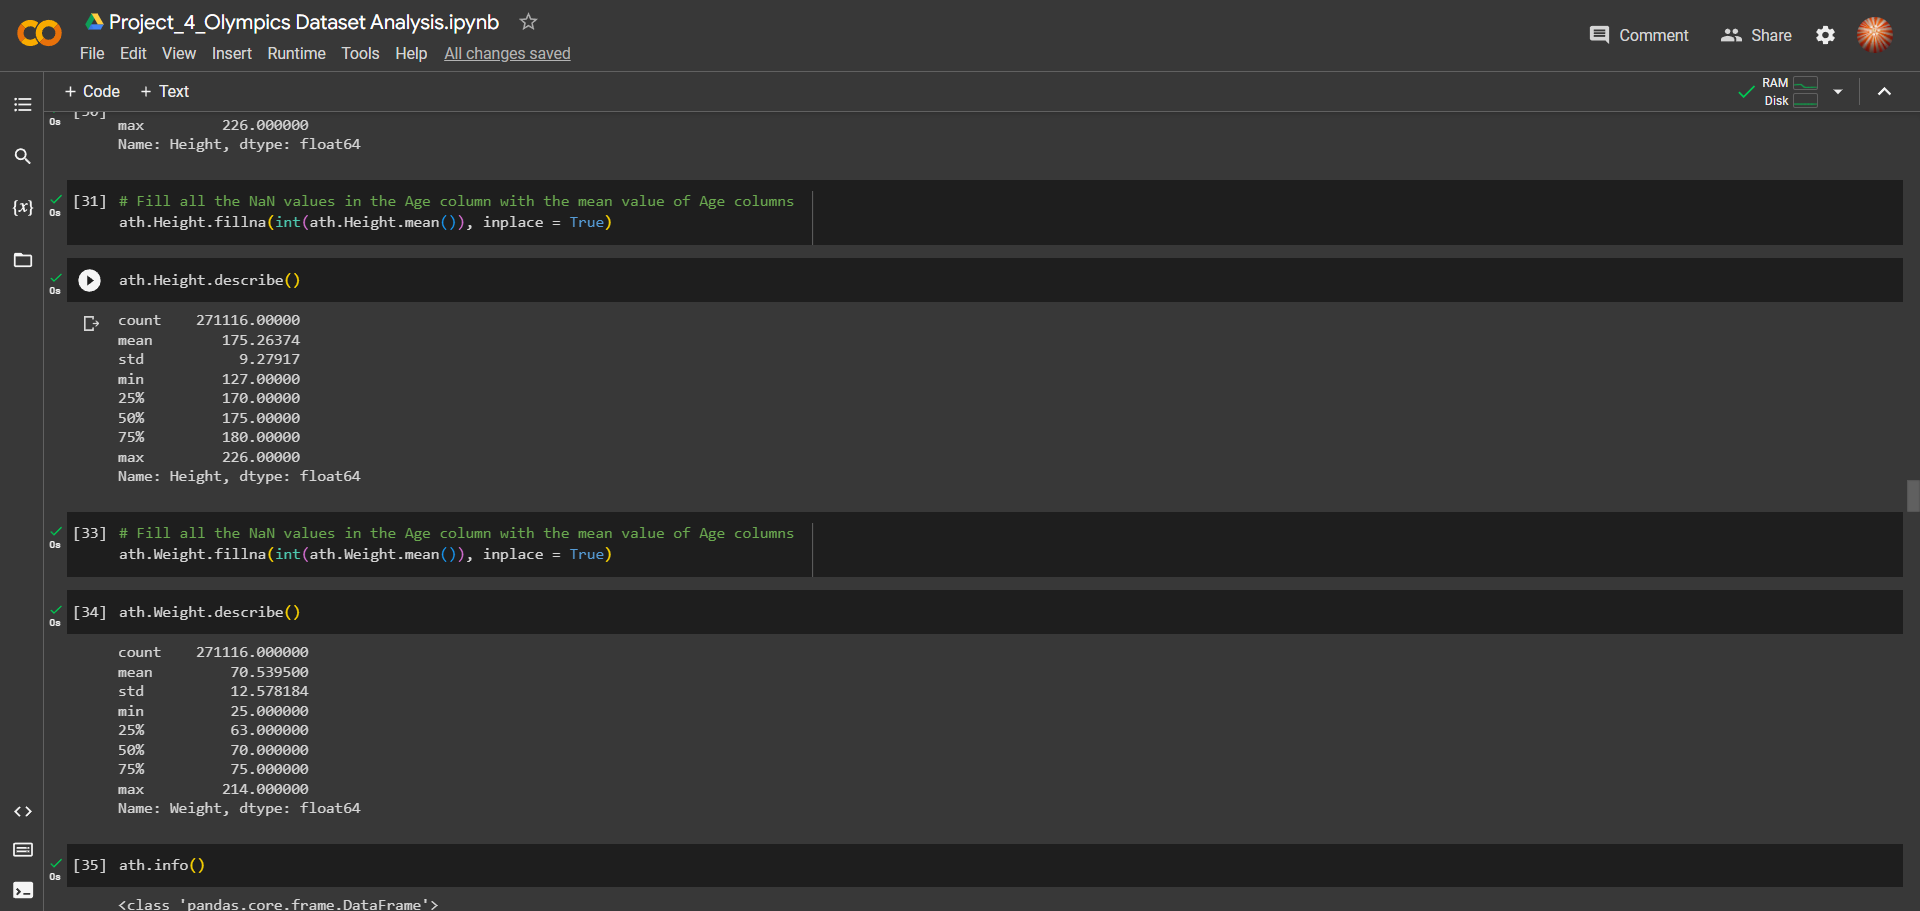 Project_4_Olympics Dataset Analysis.ipynb
Comment
Share
File Edit View Insert Runtime Tools Help All changes saved
+ Code + Text
RAM
Disk
[30]
0s
max 226.000000
Name: Height, dtype: float64
[31] # Fill all the NaN values in the Age column with the mean value of Age columns
0s
ath.Height.fillna(int(ath.Height.mean()), inplace = True)
ath.Height.describe()
0s
count 271116.00000
mean 175.26374
std 9.27917
min 127.00000
25% 170.00000
50% 175.00000
75% 180.00000
max 226.00000
Name: Height, dtype: float64
[33] # Fill all the NaN values in the Age column with the mean value of Age columns
0s
ath.Weight.fillna(int(ath.Weight.mean()), inplace = True)
[34] ath.Weight.describe()
0s
count 271116.000000
mean 70.539500
std 12.578184
min 25.000000
25% 63.000000
50% 70.000000
75% 75.000000
max 214.000000
Name: Weight, dtype: float64
[35] ath.info()
0s
<class 'pandas.core.frame.DataFrame'>
{x}